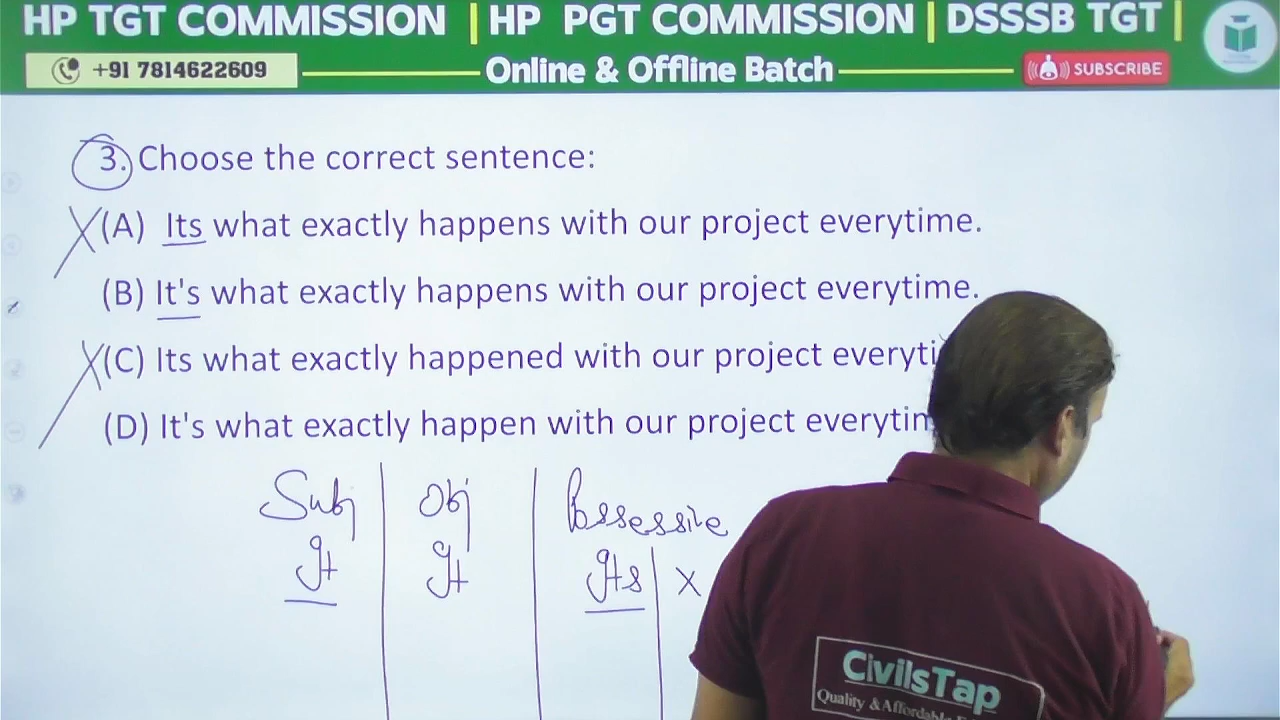 HP TGT COMMISSION | HP PGT COMMISSION | DSSSB TGT |
+91 7814622609 Online & Offline Batch SUBSCRIBE
3. Choose the correct sentence:
(A) Its what exactly happens with our project everytime.
(B) It's what exactly happens with our project everytime.
(C) Its what exactly happened with our project everyti
(D) It's what exactly happen with our project everytim
Subj Obj Possessive
It It Its X
CivilsTap
Quality & Affordable